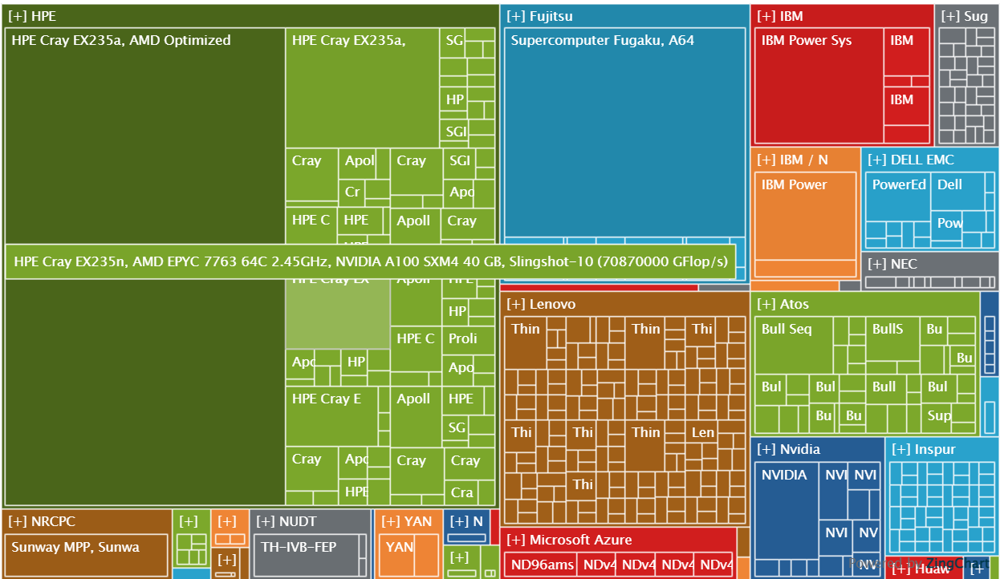 [+] HPE
[+] Fujitsu
[+] IBM
[+] Sug
HPE Cray EX235a, AMD Optimized
HPE Cray EX235a,
SG
HP
SGI
Supercomputer Fugaku, A64
IBM Power Sys
IBM
IBM
Cray
Apol
Cray
SGI
Cr
Apo
HPE C
HPE
Apoll
Cray
[+] IBM / N
IBM Power
[+] DELL EMC
PowerEd
Dell
Pow
HPE Cray EX235n, AMD EPYC 7763 64C 2.45GHz, NVIDIA A100 SXM4 40 GB, Slingshot-10 (70870000 GFlop/s)
[+] NEC
HPE Cray EX
Apoll
HPE
HP
HPE C
Proli
Apo
HP
Apo
HPE Cray E
Apoll
HPE
SG
Cray
Apo
Cray
Cray
HPE
Cra
[+] Lenovo
Thin
Thin
Thi
Thi
Thi
Thin
Len
Thi
[+] Atos
Bull Seq
BullS
Bu
Bu
Bul
Bul
Bull
Bul
Bu
Bu
Sup
[+] Nvidia
NVIDIA
NVI
NVI
NVI
NV
NV
[+] Inspur
[+] NRCPC
Sunway MPP, Sunwa
[+]
[+]
[+]
[+] NUDT
TH-IVB-FEP
[+] YAN
YAN
[+] N
[+]
[+] Microsoft Azure
ND96ams
NDv4
NDv4
NDv4
NDv4
[+] Huaw
[+]
Powered by ZingChart